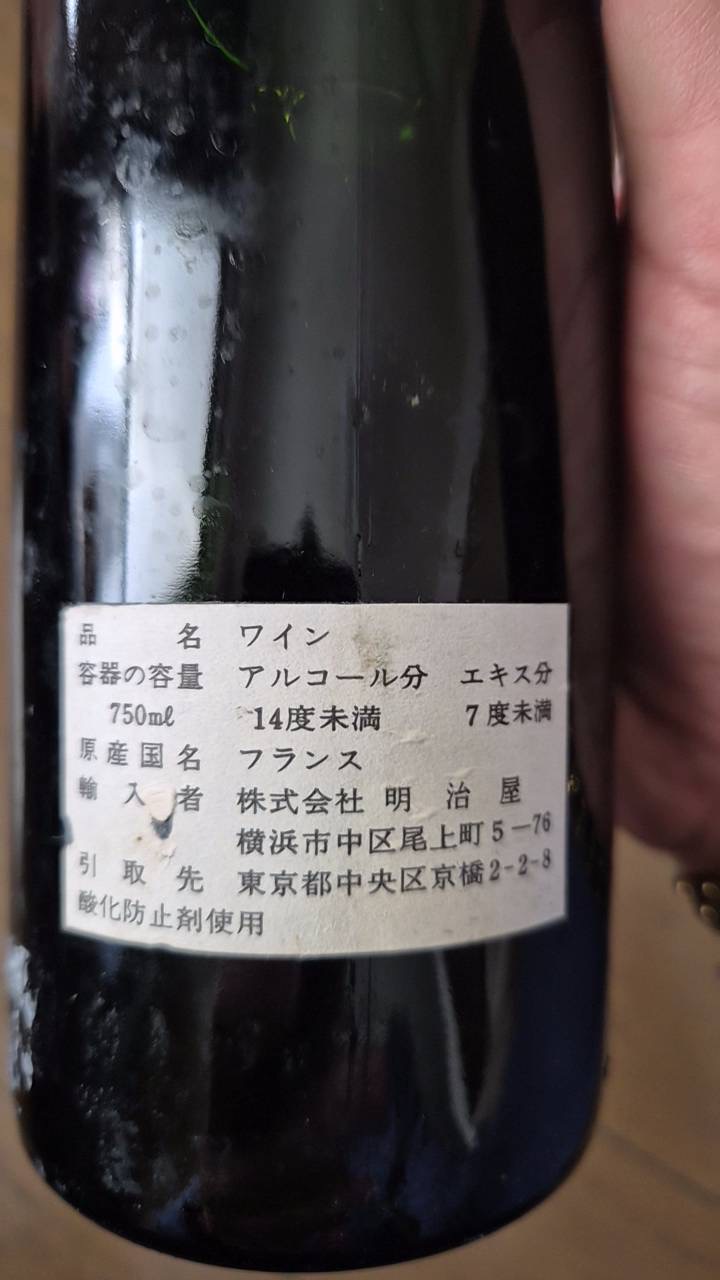 品名 ワイン
容器の容量 アルコール分 エキス分
750mℓ 14度未満 7度未満
原産国名 フランス
輸入者 株式会社 明治屋
横浜市中区尾上町5-76
引取先 東京都中央区京橋2-2-8
酸化防止剤使用